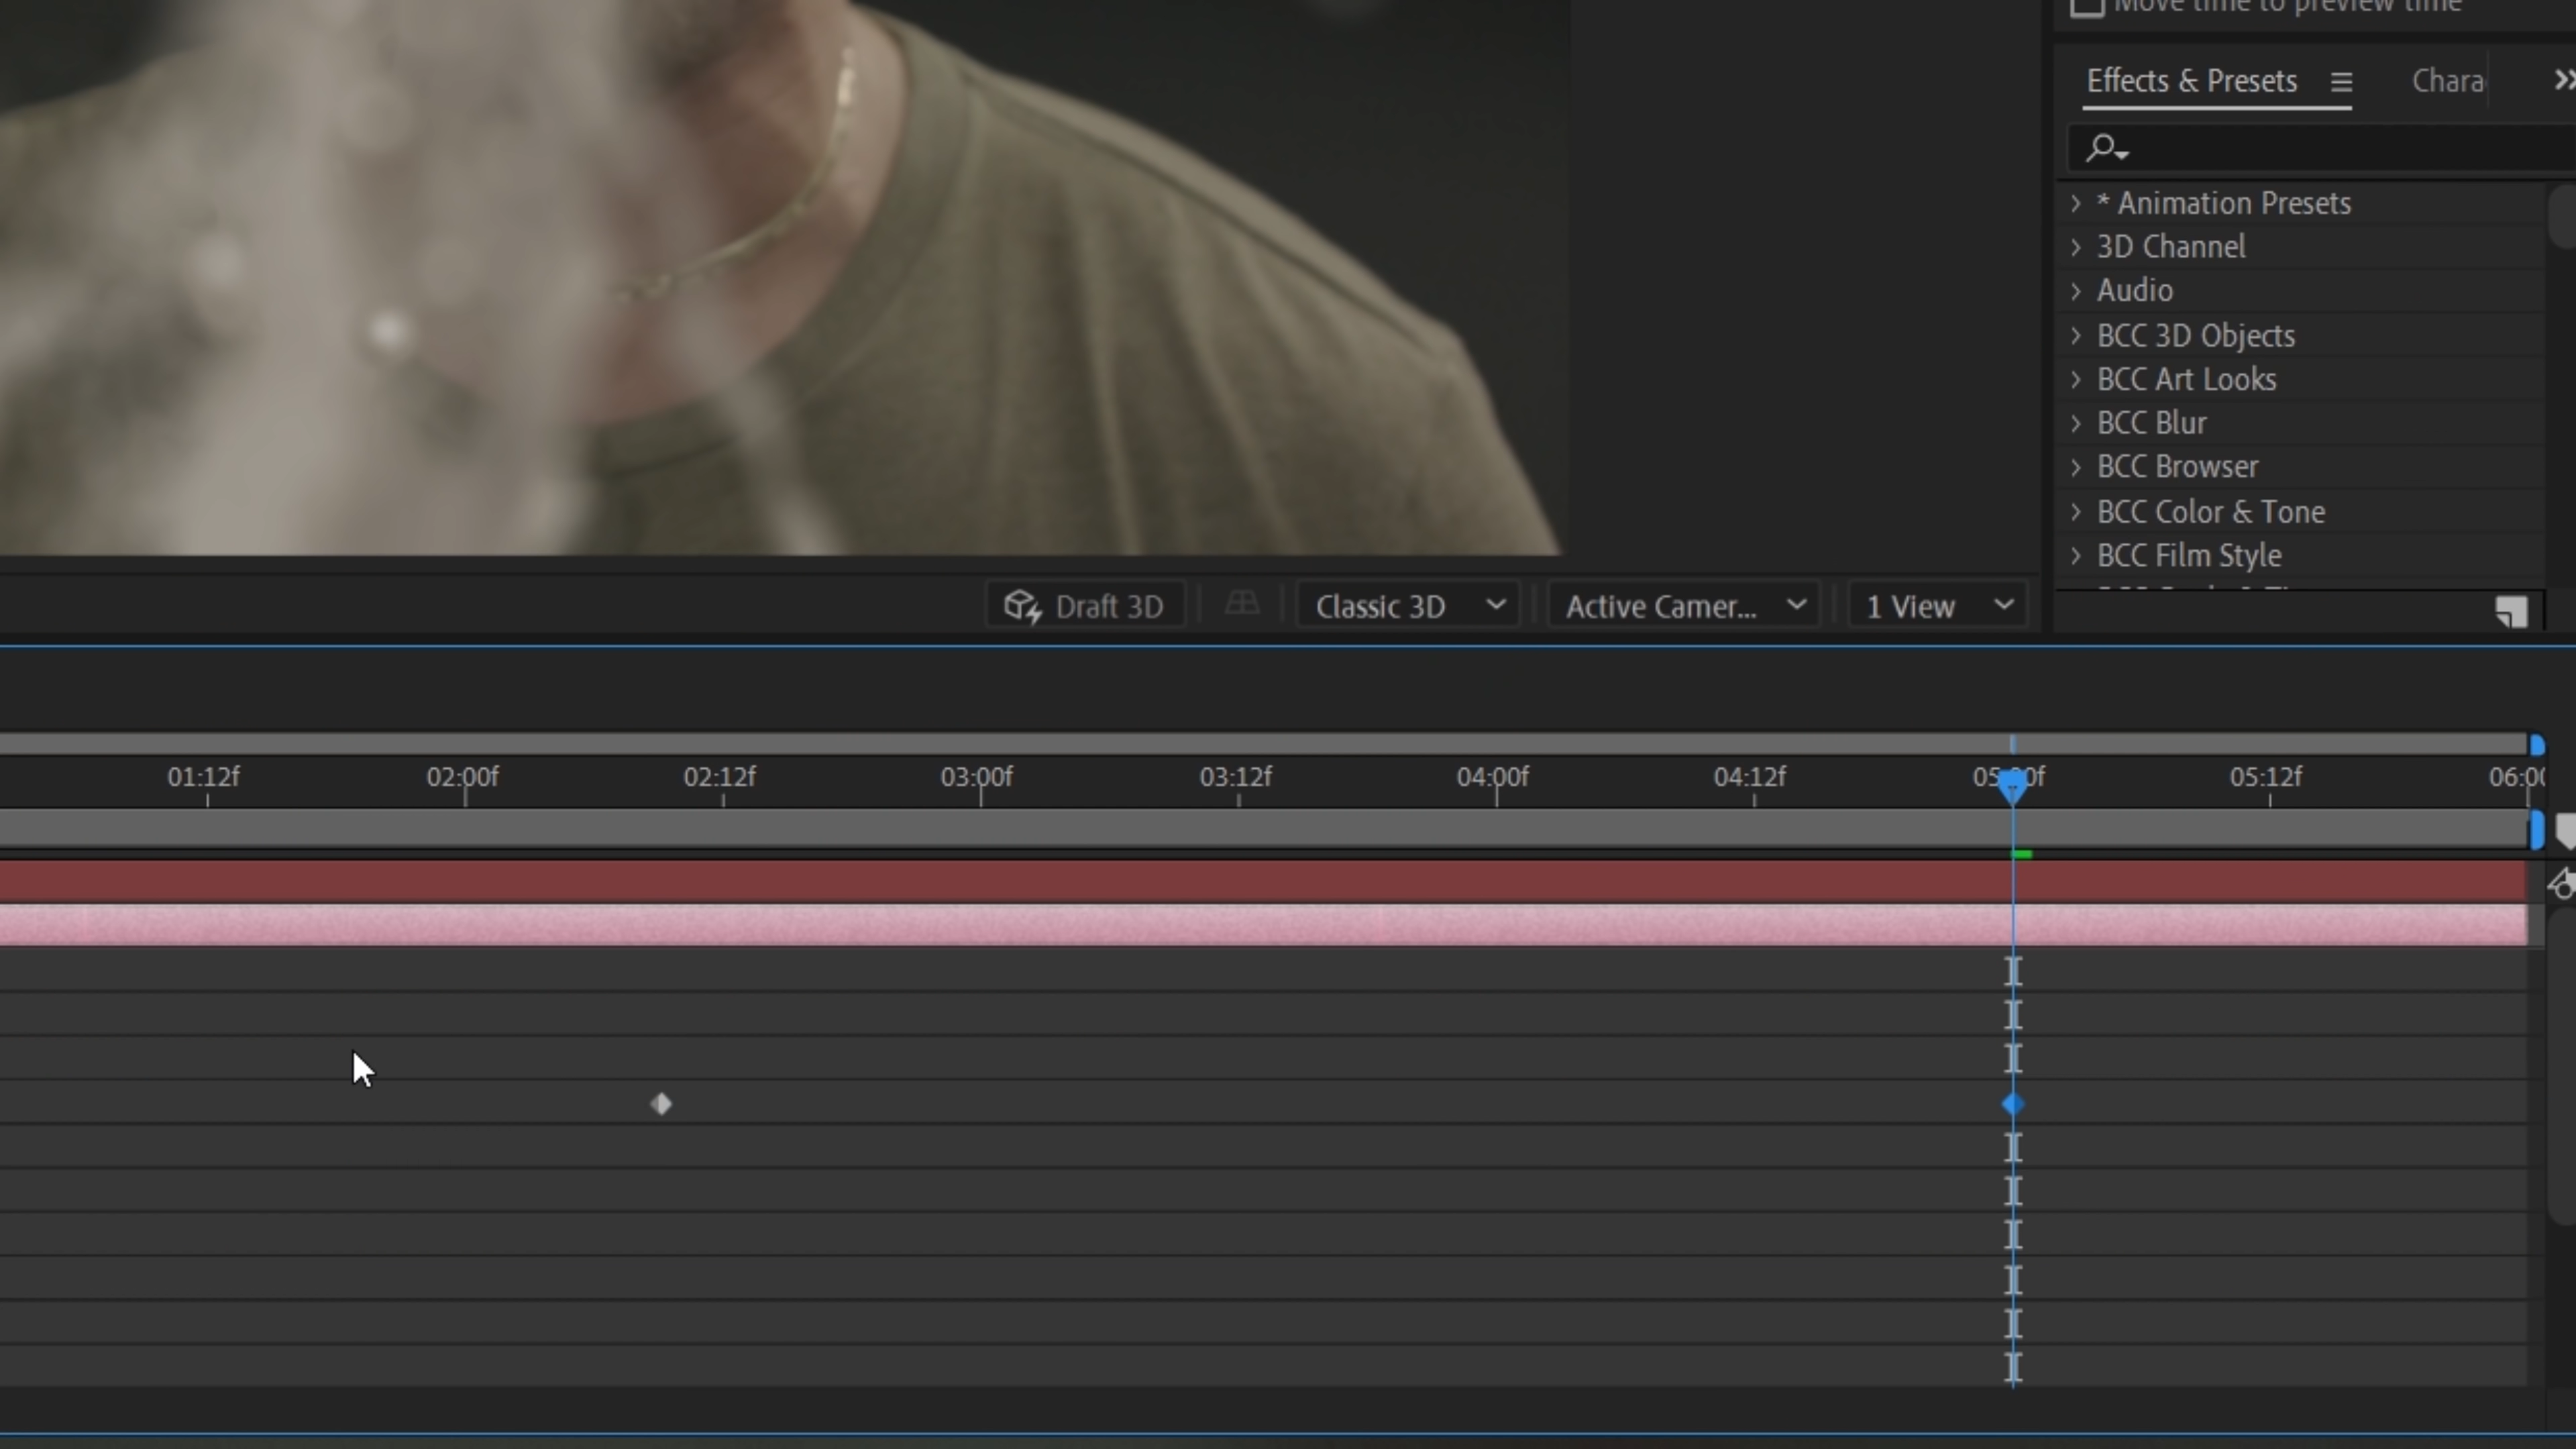 Move time to preview time
Effects & Presets
Chara
* Animation Presets
3D Channel
Audio
BCC 3D Objects
BCC Art Looks
BCC Blur
BCC Browser
BCC Color & Tone
BCC Film Style
Draft 3D
Classic 3D
Active Camer...
1 View
01:12f 02:00f 02:12f 03:00f 03:12f 04:00f 04:12f 05:00f 05:12f 06:00